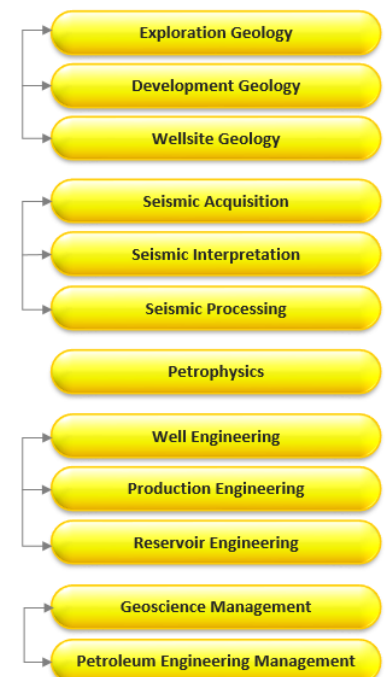 Exploration Geology
Development Geology
Wellsite Geology
Seismic Acquisition
Seismic Interpretation
Seismic Processing
Petrophysics
Well Engineering
Production Engineering
Reservoir Engineering
Geoscience Management
Petroleum Engineering Management